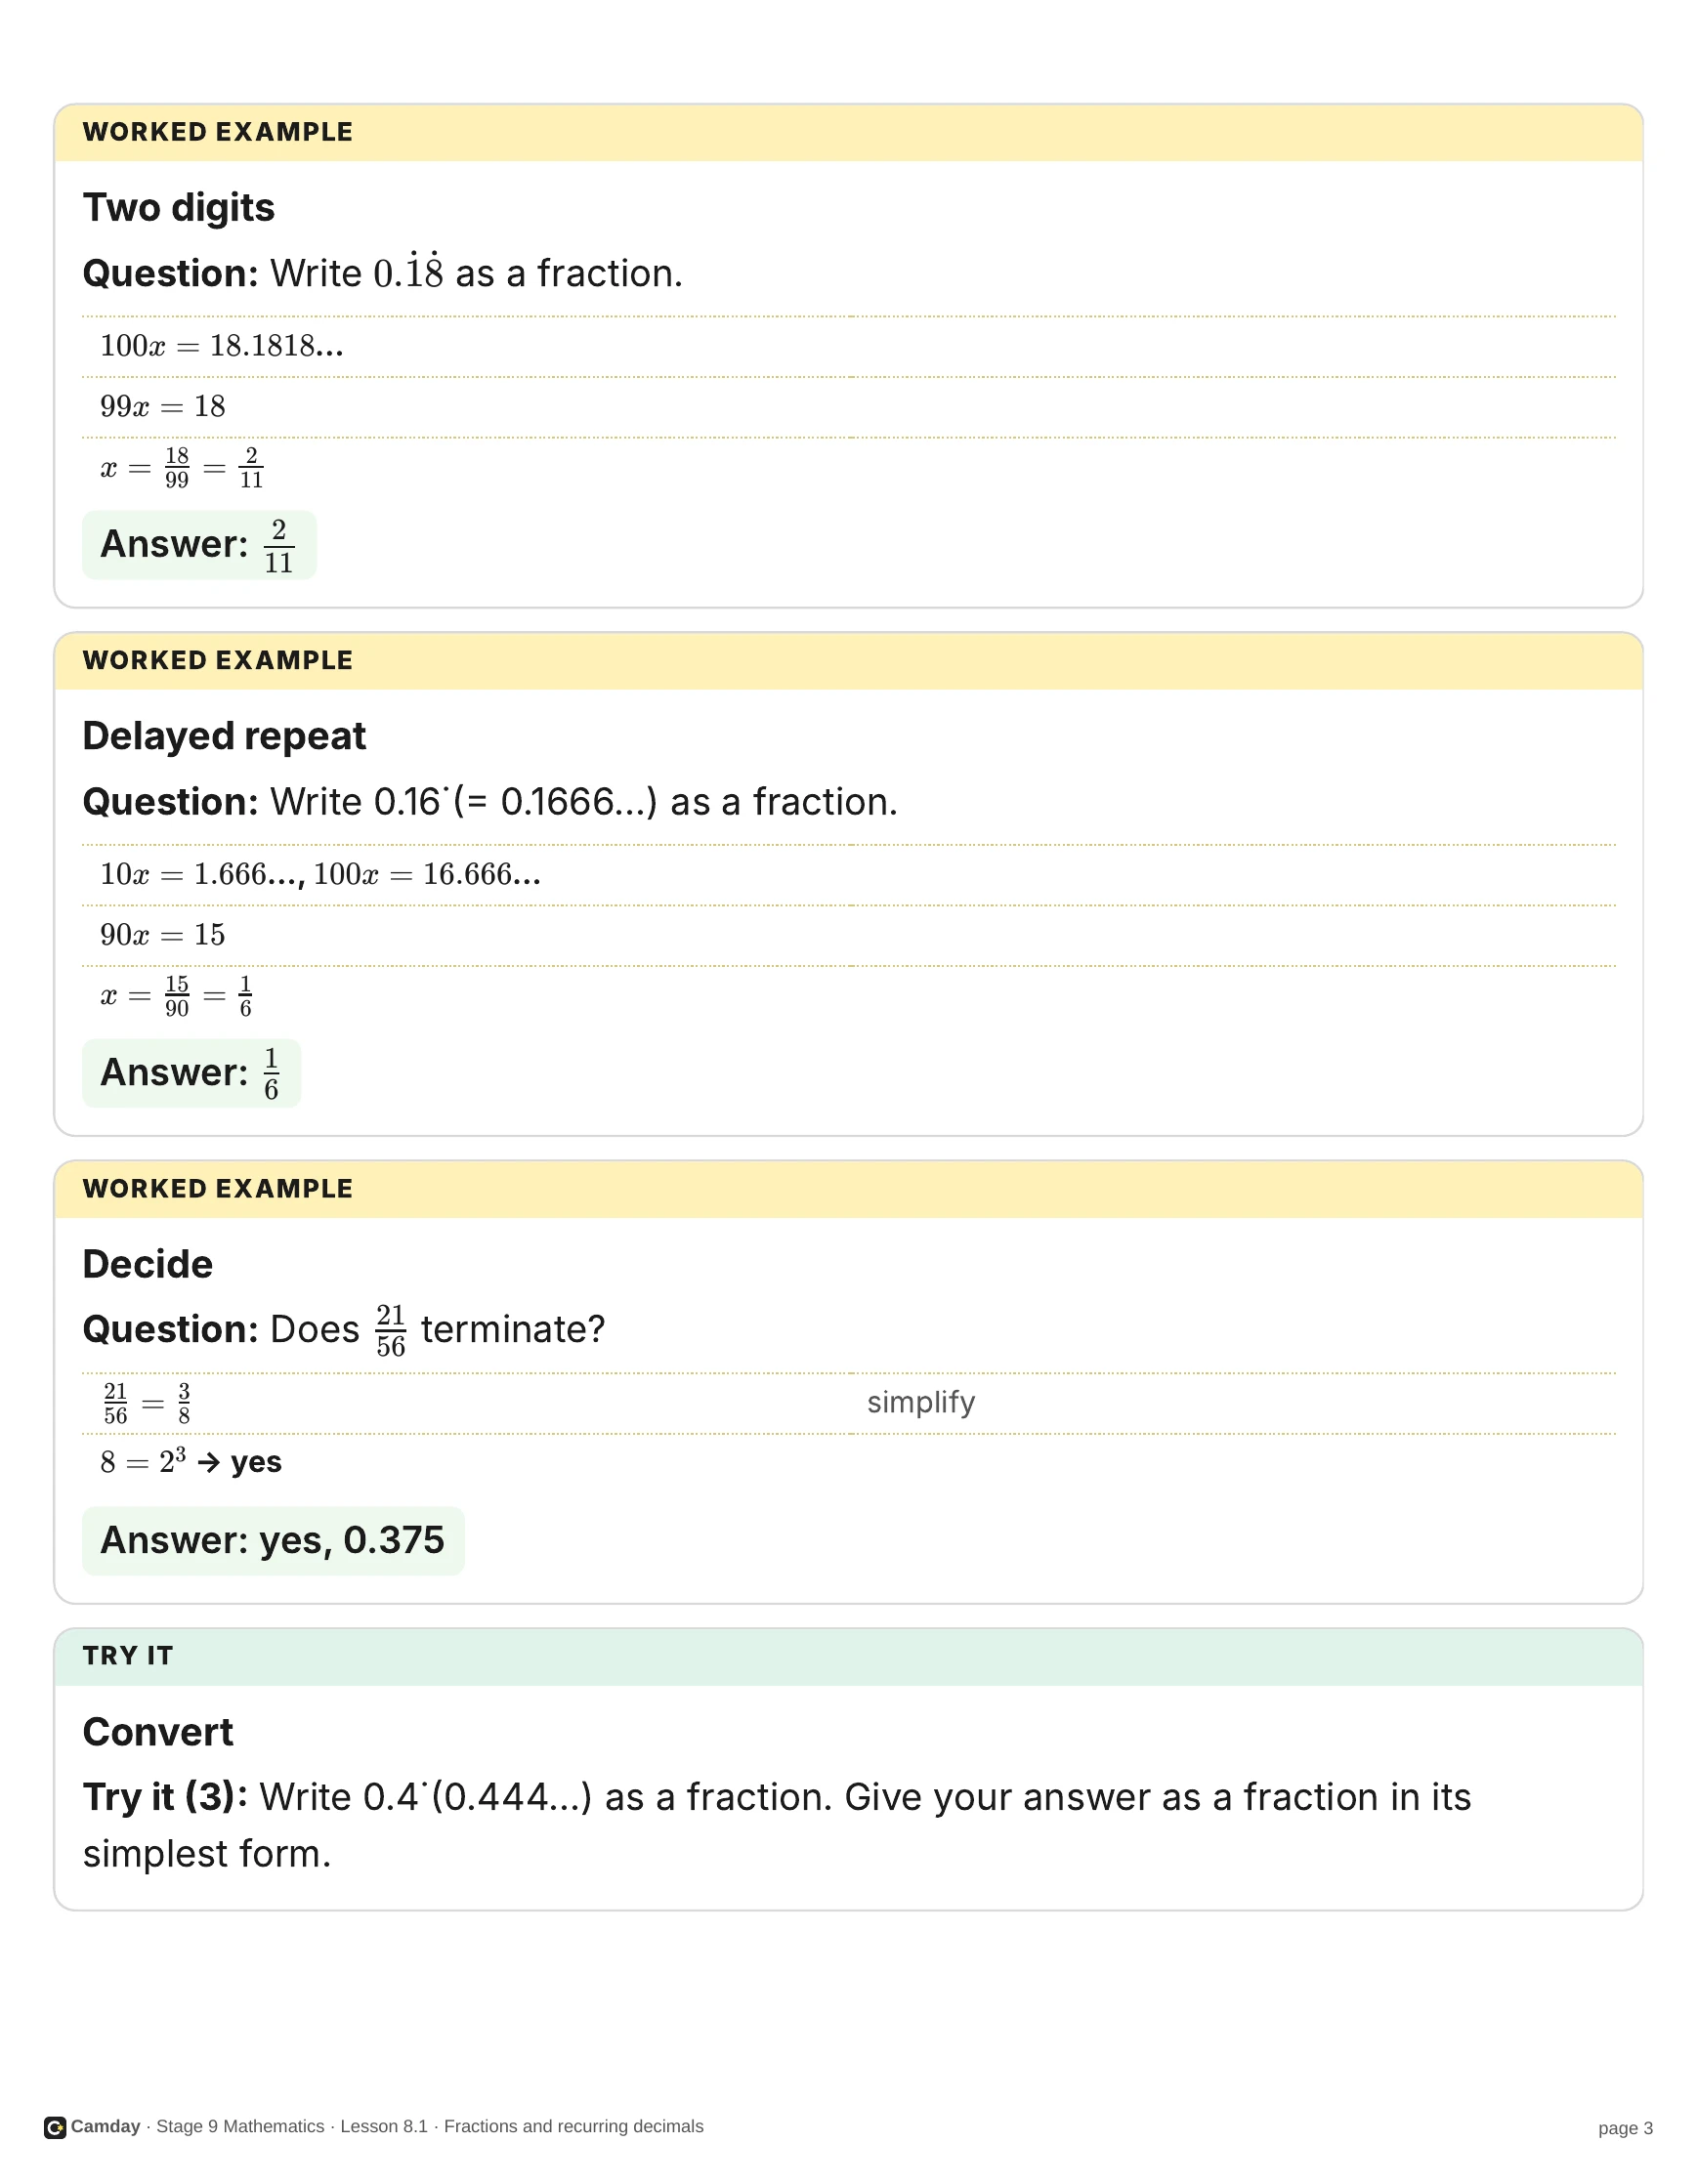 WORKED EXAMPLE
Two digits
Question: Write 0.1̇8̇ as a fraction.
100x = 18.1818...
99x = 18
x = 18/99 = 2/11
Answer: 2/11
WORKED EXAMPLE
Delayed repeat
Question: Write 0.16˙(= 0.1666...) as a fraction.
10x = 1.666..., 100x = 16.666...
90x = 15
x = 15/90 = 1/6
Answer: 1/6
WORKED EXAMPLE
Decide
Question: Does 21/56 terminate?
21/56 = 3/8 simplify
8 = 2³ → yes
Answer: yes, 0.375
TRY IT
Convert
Try it (3): Write 0.4˙(0.444...) as a fraction. Give your answer as a fraction in its
simplest form.
Camday · Stage 9 Mathematics · Lesson 8.1 · Fractions and recurring decimals
page 3